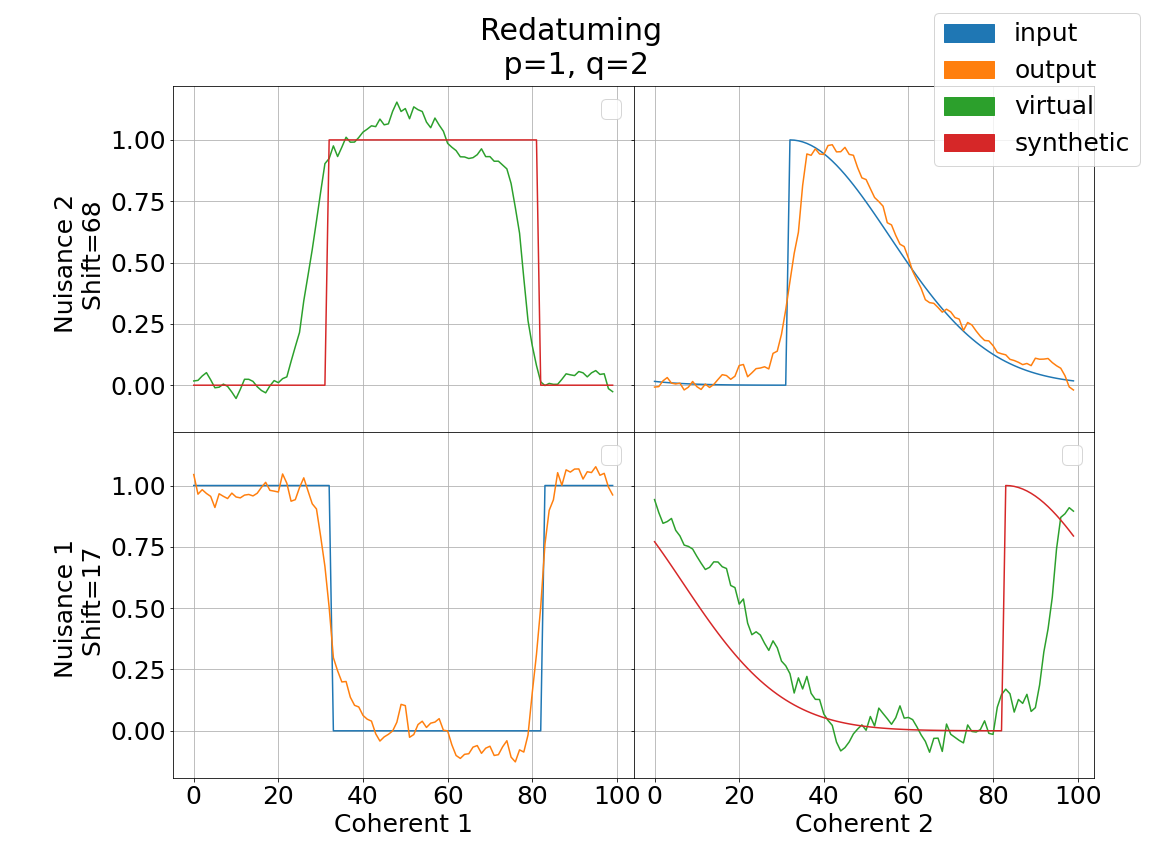 Redatuming
p=1, q=2
input
output
virtual
synthetic
Nuisance 2
Shift=68
1.00
0.75
0.50
0.25
0.00
Nuisance 1
Shift=17
1.00
0.75
0.50
0.25
0.00
0 20 40 60 80 100 0 20 40 60 80 100
Coherent 1 Coherent 2